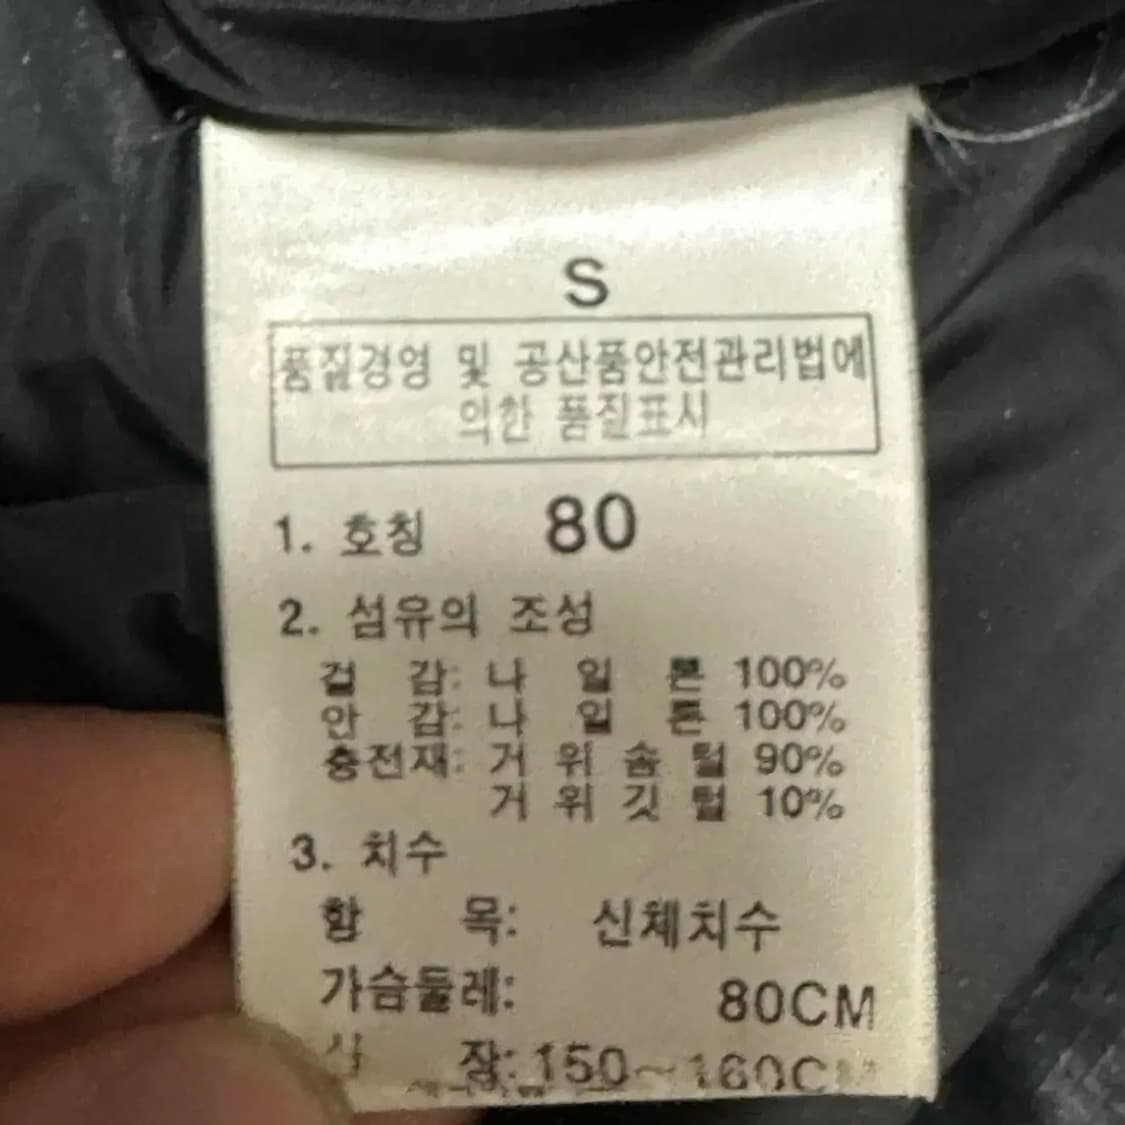 S
품질경영 및 공산품안전관리법에
의한 품질표시
1. 호칭 80
2. 섬유의 조성
겉 감: 나 일 론 100%
안 감: 나 일 론 100%
충전재: 거 위 솜 털 90%
거 위 깃 털 10%
3. 치수
항 목: 신체치수
가슴둘레: 80CM
장: 150~160C